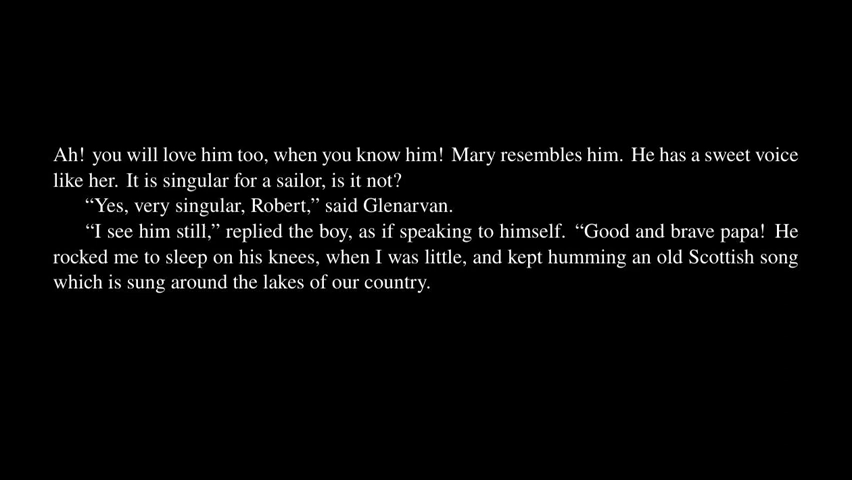 Ah! you will love him too, when you know him! Mary resembles him. He has a sweet voice
like her. It is singular for a sailor, is it not?
“Yes, very singular, Robert,” said Glenarvan.
“I see him still,” replied the boy, as if speaking to himself. “Good and brave papa! He
rocked me to sleep on his knees, when I was little, and kept humming an old Scottish song
which is sung around the lakes of our country.